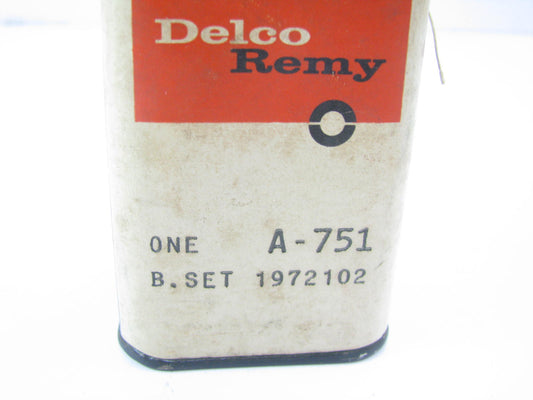 Delco
Remy
ONE A-751
B.SET 1972102